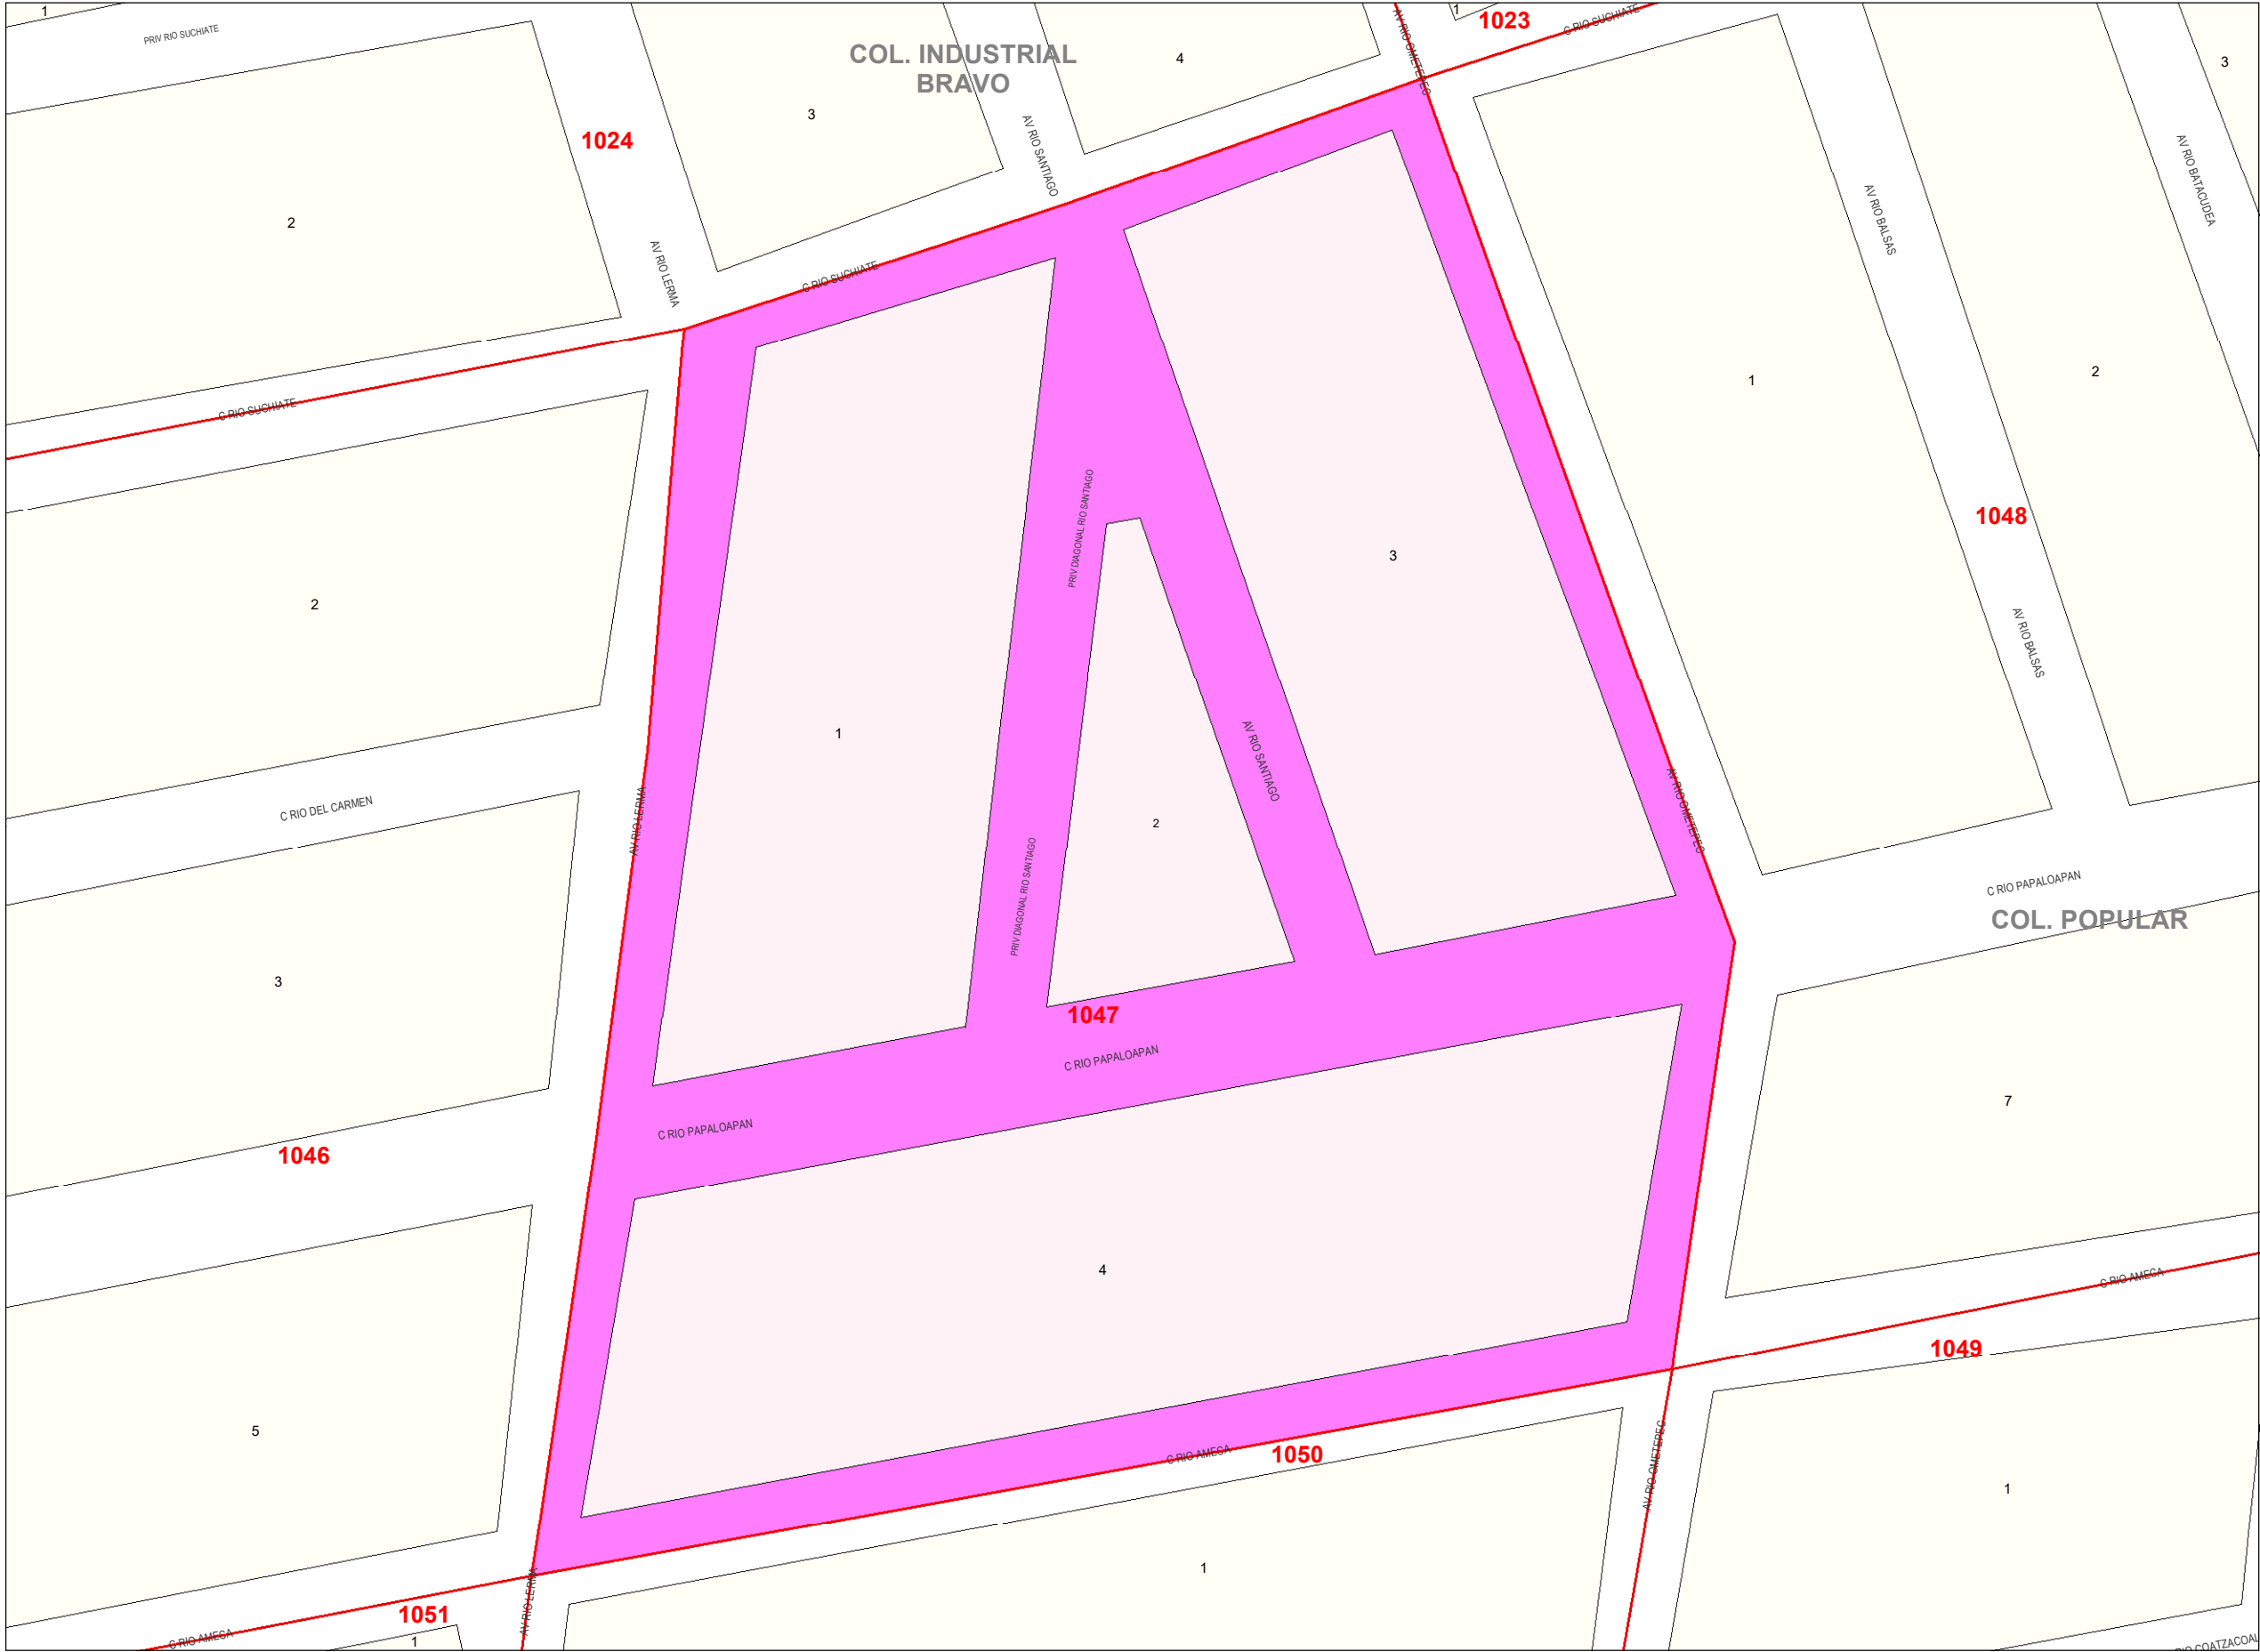 1
PRIV RIO SUCHIATE
COL. INDUSTRIAL
BRAVO
4
AV RIO OMETEPEC
1
1023
C RIO SUCHIATE
3
1024
3
AV RIO SANTIAGO
AV RIO BATACUDEA
2
AV RIO LERMA
C RIO SUCHIATE
AV RIO BALSAS
C RIO SUCHIATE
1
2
PRIV DIAGONAL RIO SANTIAGO
3
1048
2
AV RIO BALSAS
1
AV RIO SANTIAGO
C RIO DEL CARMEN
AV RIO LERMA
2
AV RIO OMETEPEC
PRIV DIAGONAL RIO SANTIAGO
C RIO PAPALOAPAN
COL. POPULAR
3
1047
C RIO PAPALOAPAN
7
C RIO PAPALOAPAN
1046
4
C RIO AMECA
1049
5
C RIO AMECA
1050
AV RIO OMETEPEC
1
1
AV RIO LERMA
1051
C RIO AMECA
1
RIO COATZACOAL